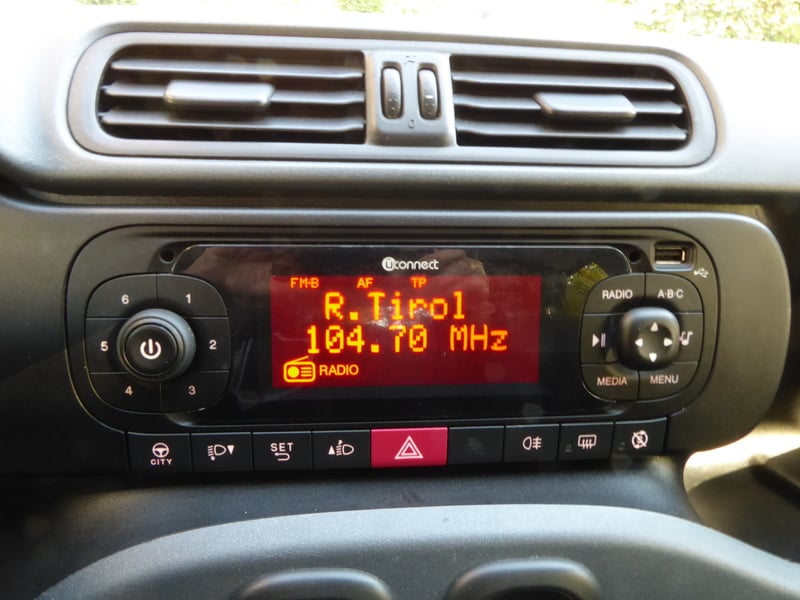 uconnect
FM-B AF TP
R.Tirol
104.70 MHz
RADIO
6 1
5 2
4 3
RADIO A-B-C
MEDIA MENU
CITY
SET
0